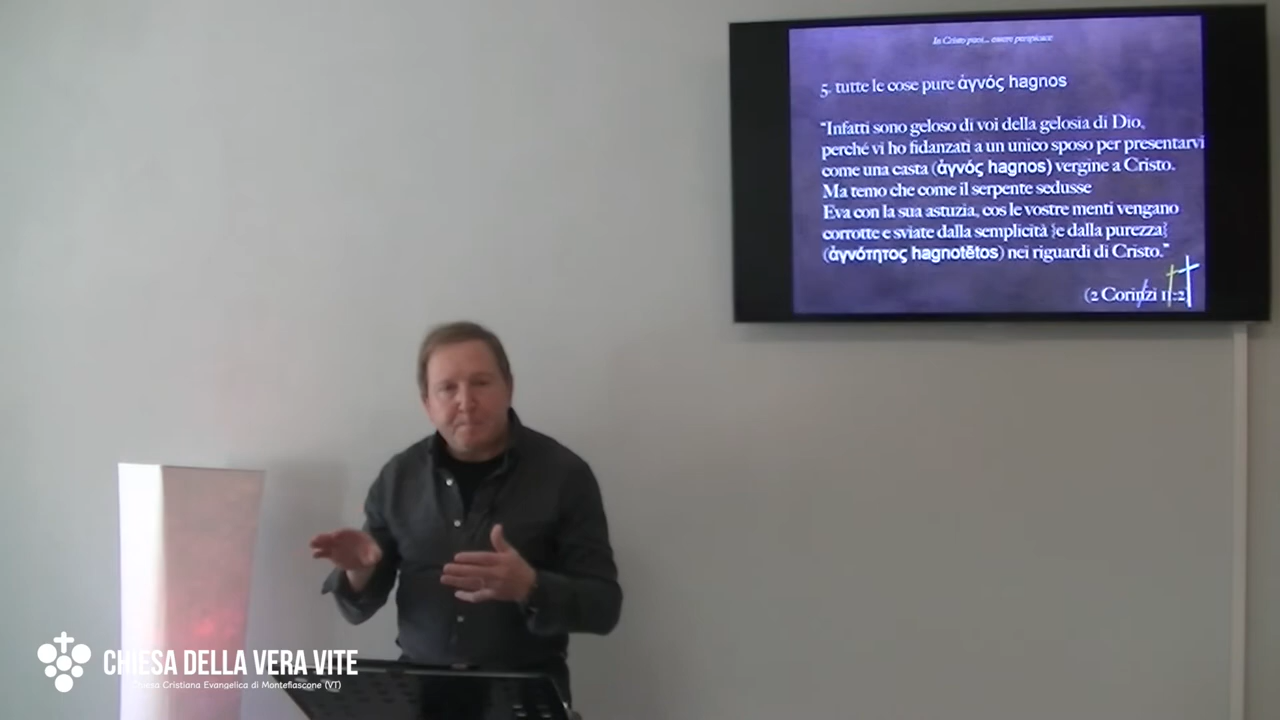 In Cristo puoi... essere perspicace
5. tutte le cose pure ἁγνός hagnos
“Infatti sono geloso di voi della gelosia di Dio,
perché vi ho fidanzati a un unico sposo per presentarvi
come una casta (ἁγνός hagnos) vergine a Cristo.
Ma temo che come il serpente sedusse
Eva con la sua astuzia, cos le vostre menti vengano
corrotte e sviate dalla semplicità {e dalla purezza}
(ἁγνότητος hagnotētos) nei riguardi di Cristo.”
(2 Corinzi 11:2)
CHIESA DELLA VERA VITE
Chiesa Cristiana Evangelica di Montefiascone (VT)